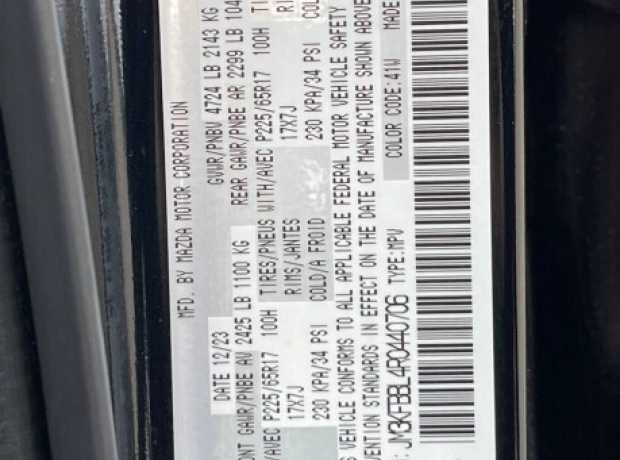 MFD. BY MAZDA MOTOR CORPORATION
DATE 12/23 GVWR/PNBV 4724 LB 2143 KG
GAWR/PNBE AV 2425 LB 1100 KG REAR GAWR/PNBE AR 2299 LB
/AVEC P225/65R17 100H TIRES/PNEUS WITH/AVEC P225/65R17 100H
17X7J RIMS/JANTES 17X7J
230 KPA/34 PSI COLD/A FROID 230 KPA/34 PSI
VEHICLE CONFORMS TO ALL APPLICABLE FEDERAL MOTOR VEHICLE SAFETY
STANDARDS IN EFFECT ON THE DATE OF MANUFACTURE SHOWN ABOVE
JM3KFBBL4R0440706 TYPE:MPV COLOR CODE:41W MADE